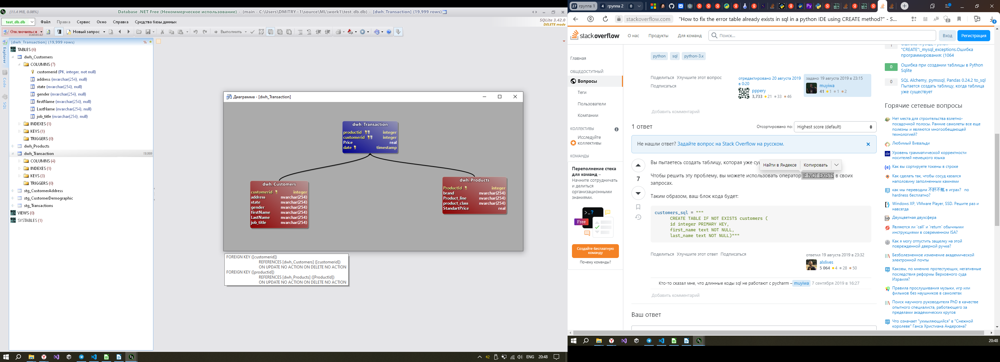 (11.4 MB, 0.08%)
Database .NET Free (Некоммерческое использование) - (main - C:\Users\DMITRY~1\source\ML\work1\test_db.db) - [dwh_Transaction] (19,999 rows)
test_db.db
Файл Правка Сервис Окно Справка Средства базы данных
SQLite 3.42.0
DELETE mode
Отключиться
0.00:05:42
Новый запрос
Выполнить
Explorer
Code
SQL
[dwh_Transaction] (19,999 rows)
TABLES (6)
dwh_Customers
COLUMNS (7)
customerid (PK, integer, not null)
address (nvarchar(254), null)
state (nvarchar(254), null)
gender (nvarchar(254), null)
firstName (nvarchar(254), null)
LastName (nvarchar(254), null)
job_title (nvarchar(254), null)
INDEXES (1)
KEYS (1)
TRIGGERS (0)
dwh_Products
dwh_Transaction 19,999
COLUMNS (4)
INDEXES (1)
KEYS (3)
TRIGGERS (0)
stg_CustomerAddress
stg_CustomerDemographic
stg_Transactions
VIEWS (0)
SYSTABLES (1)
Диаграмма - [dwh_Transaction]
dwh_Transaction
productid integer
customerid integer
Price real
date timestamp
dwh_Customers
customerid integer
address nvarchar(254)
state nvarchar(254)
gender nvarchar(254)
firstName nvarchar(254)
LastName nvarchar(254)
job_title nvarchar(254)
dwh_Products
ProductId integer
brand nvarchar(254)
Product_line nvarchar(254)
product_class nvarchar(254)
StandartPrice real
FOREIGN KEY ([customerid])
REFERENCES [dwh_Customers] ([customerid])
ON UPDATE NO ACTION ON DELETE NO ACTION
FOREIGN KEY ([productid])
REFERENCES [dwh_Products] ([ProductId])
ON UPDATE NO ACTION ON DELETE NO ACTION
42
ENG 20:48
27 группа 1
4 группа 2
0
stackoverflow.com "How to fix the error table already exists in sql in a python IDE using CREATE method?" - S...
2
4
stackoverflow
О нас Продукты Для команд
Поиск...
Вход Регистрация
Главная
ОБЩЕДОСТУПНЫЙ
Вопросы
Теги
Пользователи
Компании
КОЛЛЕКТИВЫ
Исследуйте
коллективы
КОМАНДЫ
Переполнение стека
для команд –
Начните сотрудничать
и делиться
организационными
знаниями.
Free
Создайте бесплатную
команду
Почему команды?
python sql python-3.x
Поделиться Улучшите этот вопрос
Подписаться
отредактировано 20 августа 2019
в 0:20
pppery
3,733 21 33 46
задано 19 августа 2019 в 23:15
muyiwa
41 1 1 2
Добавить комментарий
1 ответ
Отсортировано по: Highest score (default)
Не нашли ответ? Задайте вопрос на Stack Overflow на русском.
7
Вы пытаетесь создать таблицу, которая уже сущ
Найти в Яндексе Копировать
Чтобы решить эту проблему, вы можете использовать оператор IF NOT EXISTS в своих
запросах.
Таким образом, ваш блок кода будет:
customers_sql = """
CREATE TABLE IF NOT EXISTS customers (
id integer PRIMARY KEY,
first_name text NOT NULL,
last_name text NOT NULL)"""
Поделиться Улучшите этот ответ Подписаться
ответил 19 августа 2019 в 23:32
alxlives
5 064 4 28 50
Кто-то сказал мне, что длинные коды sql не работают с pycharm – muyiwa 7 сентября 2019 в 16:27
Добавить комментарий
Ваш ответ
1
Ошибка MySQL, Python
"CREATE":_mysql_exceptions.Ошибка
программирования: (1064
0
Ошибка при создании таблицы в Python
Sqlite
0
SQL Alchemy, pymssql, Pandas 0.24.2 to_sql
Пытается создать таблицу, когда таблица
уже существует
Горячие сетевые вопросы
Нет места для строительства взлетно-
посадочной полосы. Ранние самолеты все еще
полезны и являются многообещающей
технологией?
Любимый Вивальди
Уровень грамматической корректности
носителей немецкого языка
Как вы сортируете токены в строке
Как сделать так, чтобы сосуд казался
наполовину заполненным камнями
как мы переводим 不肝不氪 в играх? no
hardness бесплатно?
Windows XP, VMware Player, SSD. Решите раз и
навсегда
Двухцветная двухсфера
Являются ли `call` и `return` обычными
инструкциями в современном ISA?
Как я могу отпустить защелку на этой
поврежденной дверной ручке?
Безболезненное изменение академической
электронной почты
Каковы, по мнению протестующих, негативные
последствия реформы Верховного суда
Израиля?
Правила прослушивания музыки, игр или
фильмов без наушников в самолетах
Поиск научного руководителя PhD в качестве
опытного специалиста, работающего за
пределами академических кругов
Что означает "ухмыляющийся" в "Снежной
королеве" Ганса Христиана Андерсена?
20:48